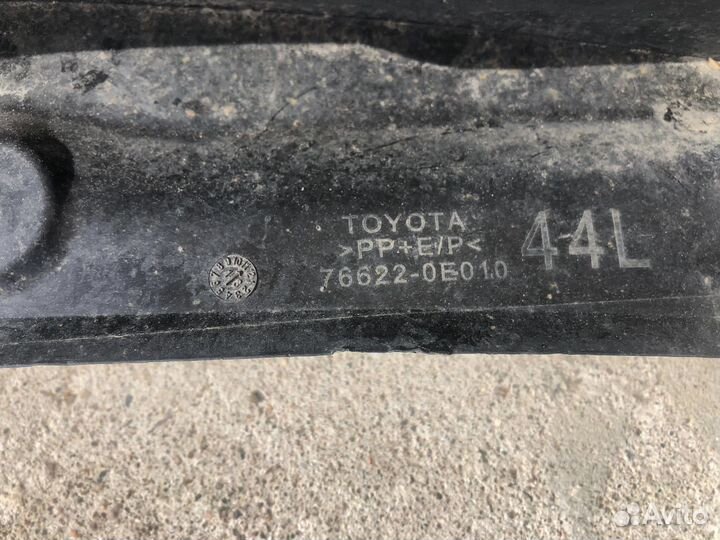 TOYOTA
>PP+E/P<
76622-0E010
44L
Avito